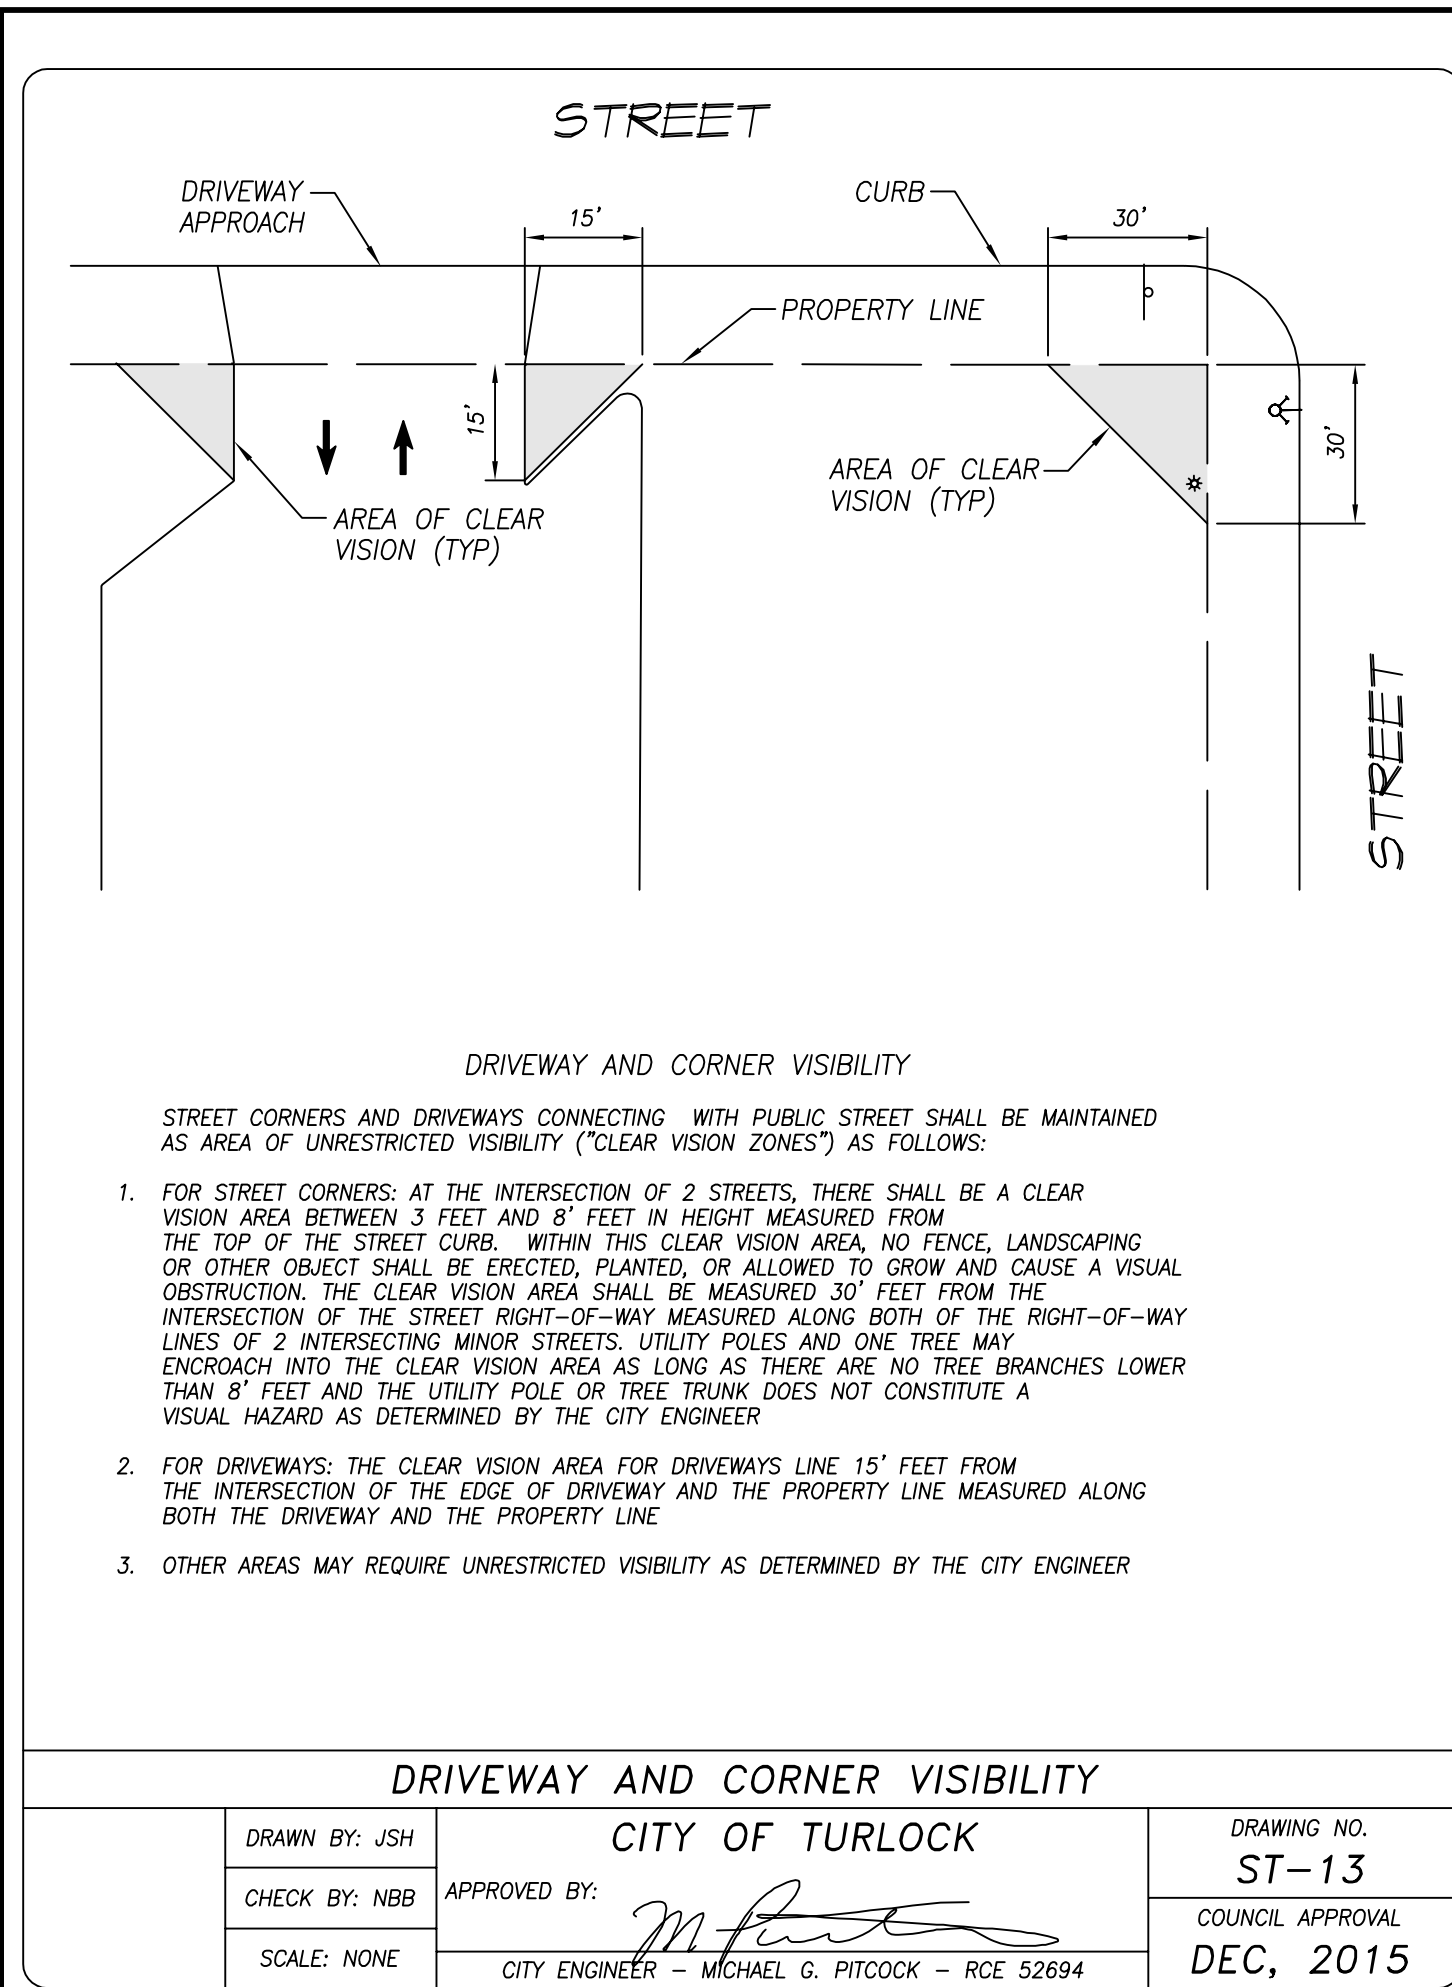 STREET
DRIVEWAY
APPROACH
15'
CURB
30'
PROPERTY LINE
15'
30'
AREA OF CLEAR
VISION (TYP)
AREA OF CLEAR
VISION (TYP)
STREET
DRIVEWAY AND CORNER VISIBILITY
STREET CORNERS AND DRIVEWAYS CONNECTING WITH PUBLIC STREET SHALL BE MAINTAINED
AS AREA OF UNRESTRICTED VISIBILITY ("CLEAR VISION ZONES") AS FOLLOWS:
1. FOR STREET CORNERS: AT THE INTERSECTION OF 2 STREETS, THERE SHALL BE A CLEAR
VISION AREA BETWEEN 3 FEET AND 8' FEET IN HEIGHT MEASURED FROM
THE TOP OF THE STREET CURB. WITHIN THIS CLEAR VISION AREA, NO FENCE, LANDSCAPING
OR OTHER OBJECT SHALL BE ERECTED, PLANTED, OR ALLOWED TO GROW AND CAUSE A VISUAL
OBSTRUCTION. THE CLEAR VISION AREA SHALL BE MEASURED 30' FEET FROM THE
INTERSECTION OF THE STREET RIGHT-OF-WAY MEASURED ALONG BOTH OF THE RIGHT-OF-WAY
LINES OF 2 INTERSECTING MINOR STREETS. UTILITY POLES AND ONE TREE MAY
ENCROACH INTO THE CLEAR VISION AREA AS LONG AS THERE ARE NO TREE BRANCHES LOWER
THAN 8' FEET AND THE UTILITY POLE OR TREE TRUNK DOES NOT CONSTITUTE A
VISUAL HAZARD AS DETERMINED BY THE CITY ENGINEER
2. FOR DRIVEWAYS: THE CLEAR VISION AREA FOR DRIVEWAYS LINE 15' FEET FROM
THE INTERSECTION OF THE EDGE OF DRIVEWAY AND THE PROPERTY LINE MEASURED ALONG
BOTH THE DRIVEWAY AND THE PROPERTY LINE
3. OTHER AREAS MAY REQUIRE UNRESTRICTED VISIBILITY AS DETERMINED BY THE CITY ENGINEER
DRIVEWAY AND CORNER VISIBILITY
DRAWN BY: JSH
CHECK BY: NBB
SCALE: NONE
CITY OF TURLOCK
APPROVED BY:
CITY ENGINEER - MICHAEL G. PITCOCK - RCE 52694
DRAWING NO.
ST-13
COUNCIL APPROVAL
DEC, 2015